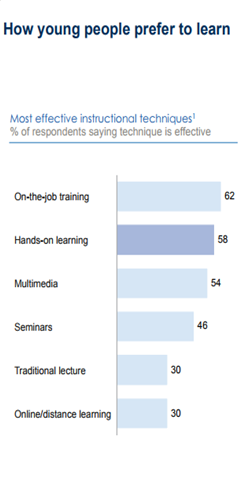 How young people prefer to learn
Most effective instructional techniques¹
% of respondents saying technique is effective
On-the-job training 62
Hands-on learning 58
Multimedia 54
Seminars 46
Traditional lecture 30
Online/distance learning 30